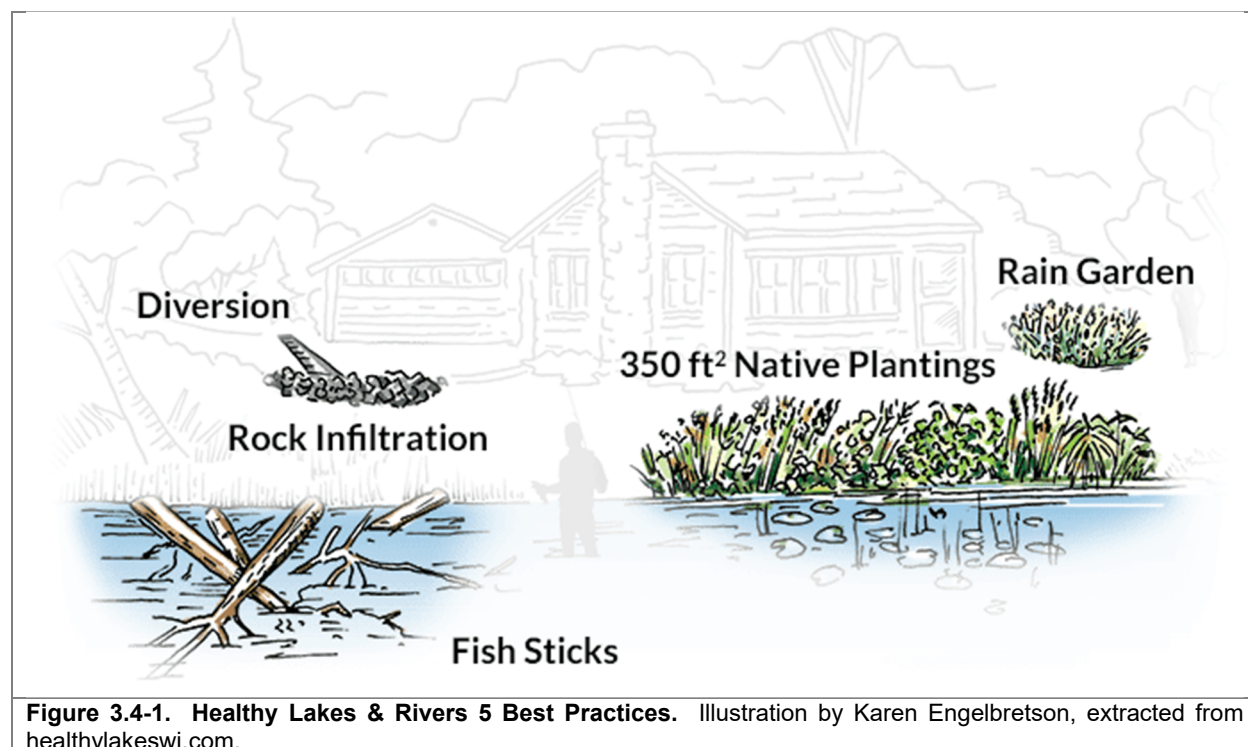 Rain Garden
Diversion
350 ft² Native Plantings
Rock Infiltration
Fish Sticks
Figure 3.4-1. Healthy Lakes & Rivers 5 Best Practices. Illustration by Karen Engelbretson, extracted from
healthylakeswi.com.